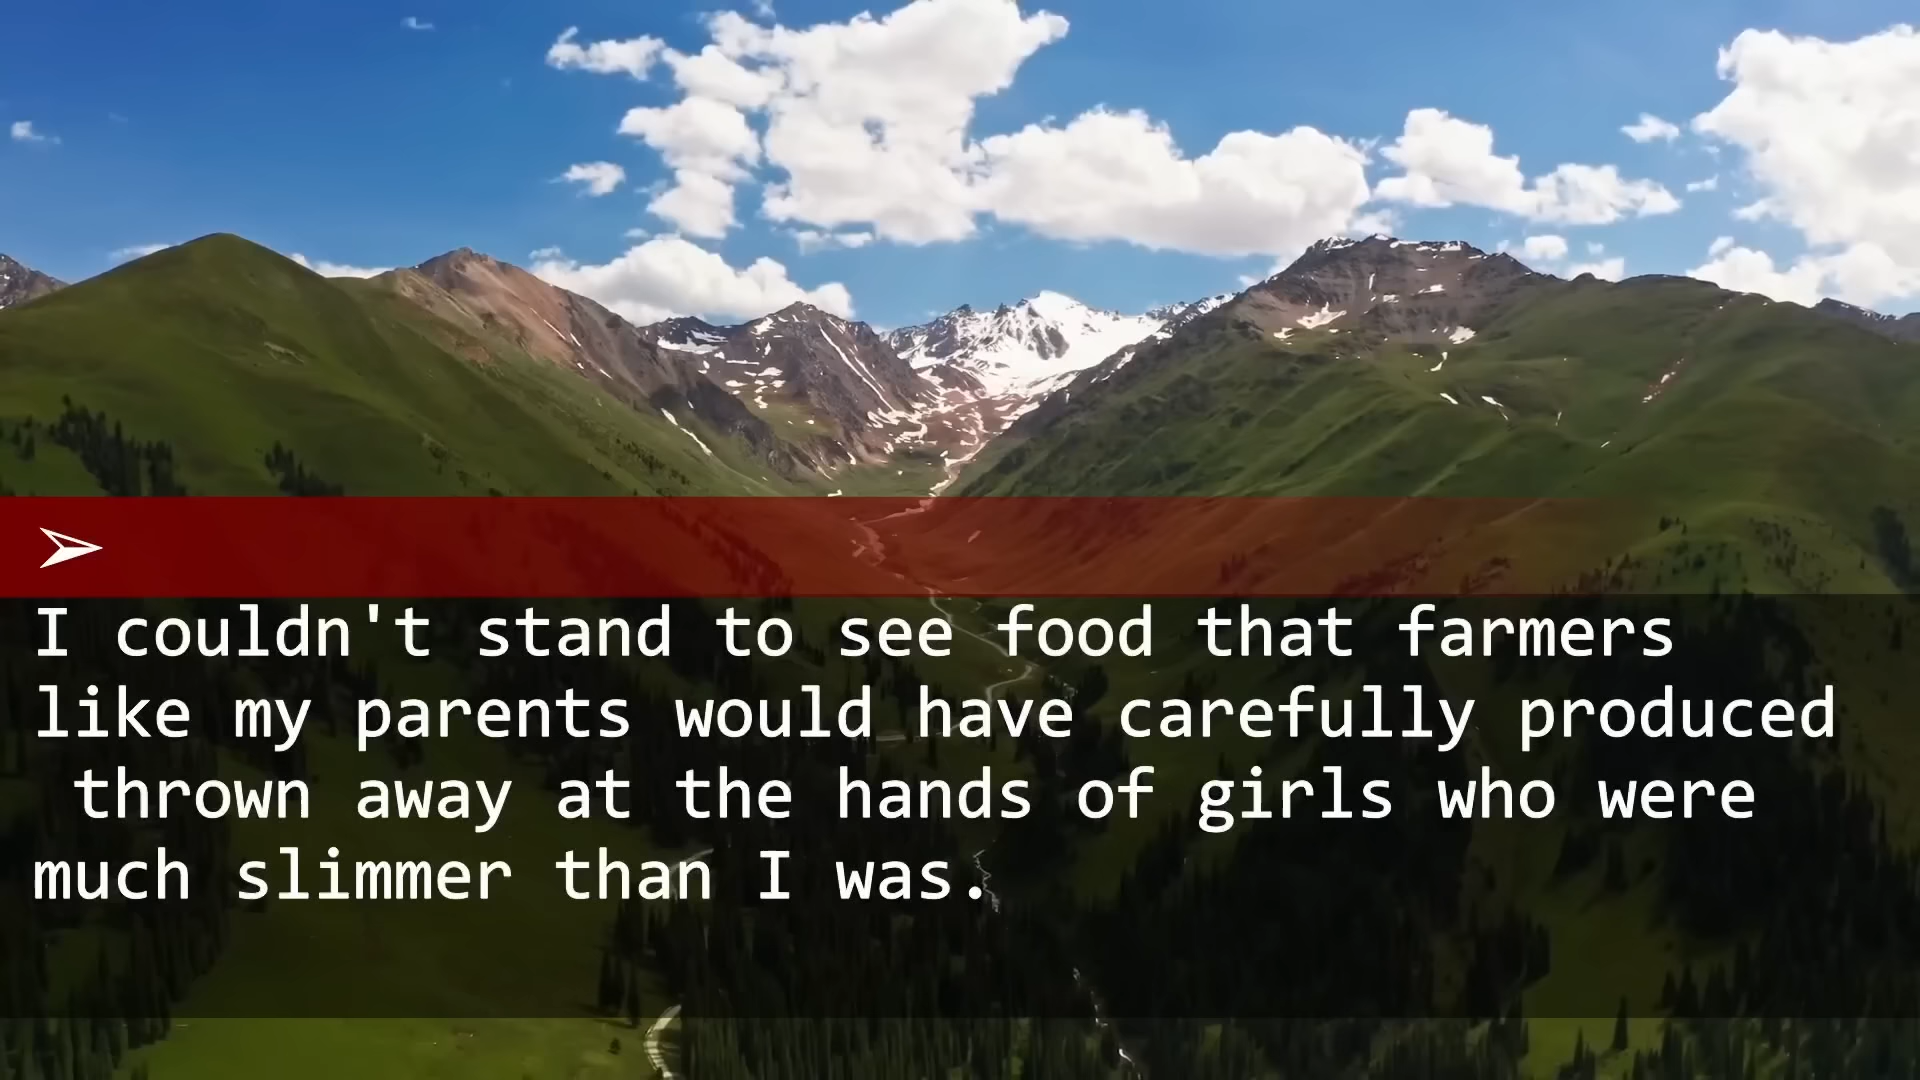 I couldn't stand to see food that farmers
like my parents would have carefully produced
thrown away at the hands of girls who were
much slimmer than I was.